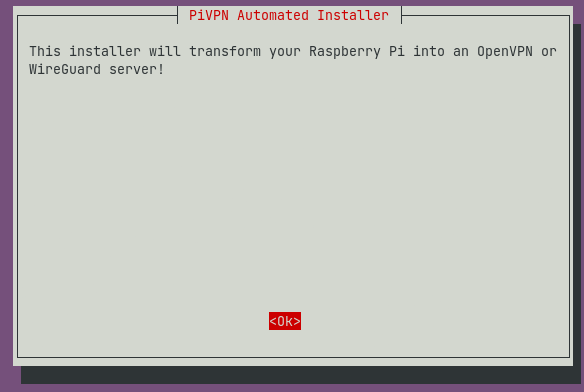 PiVPN Automated Installer
This installer will transform your Raspberry Pi into an OpenVPN or
WireGuard server!
<Ok>